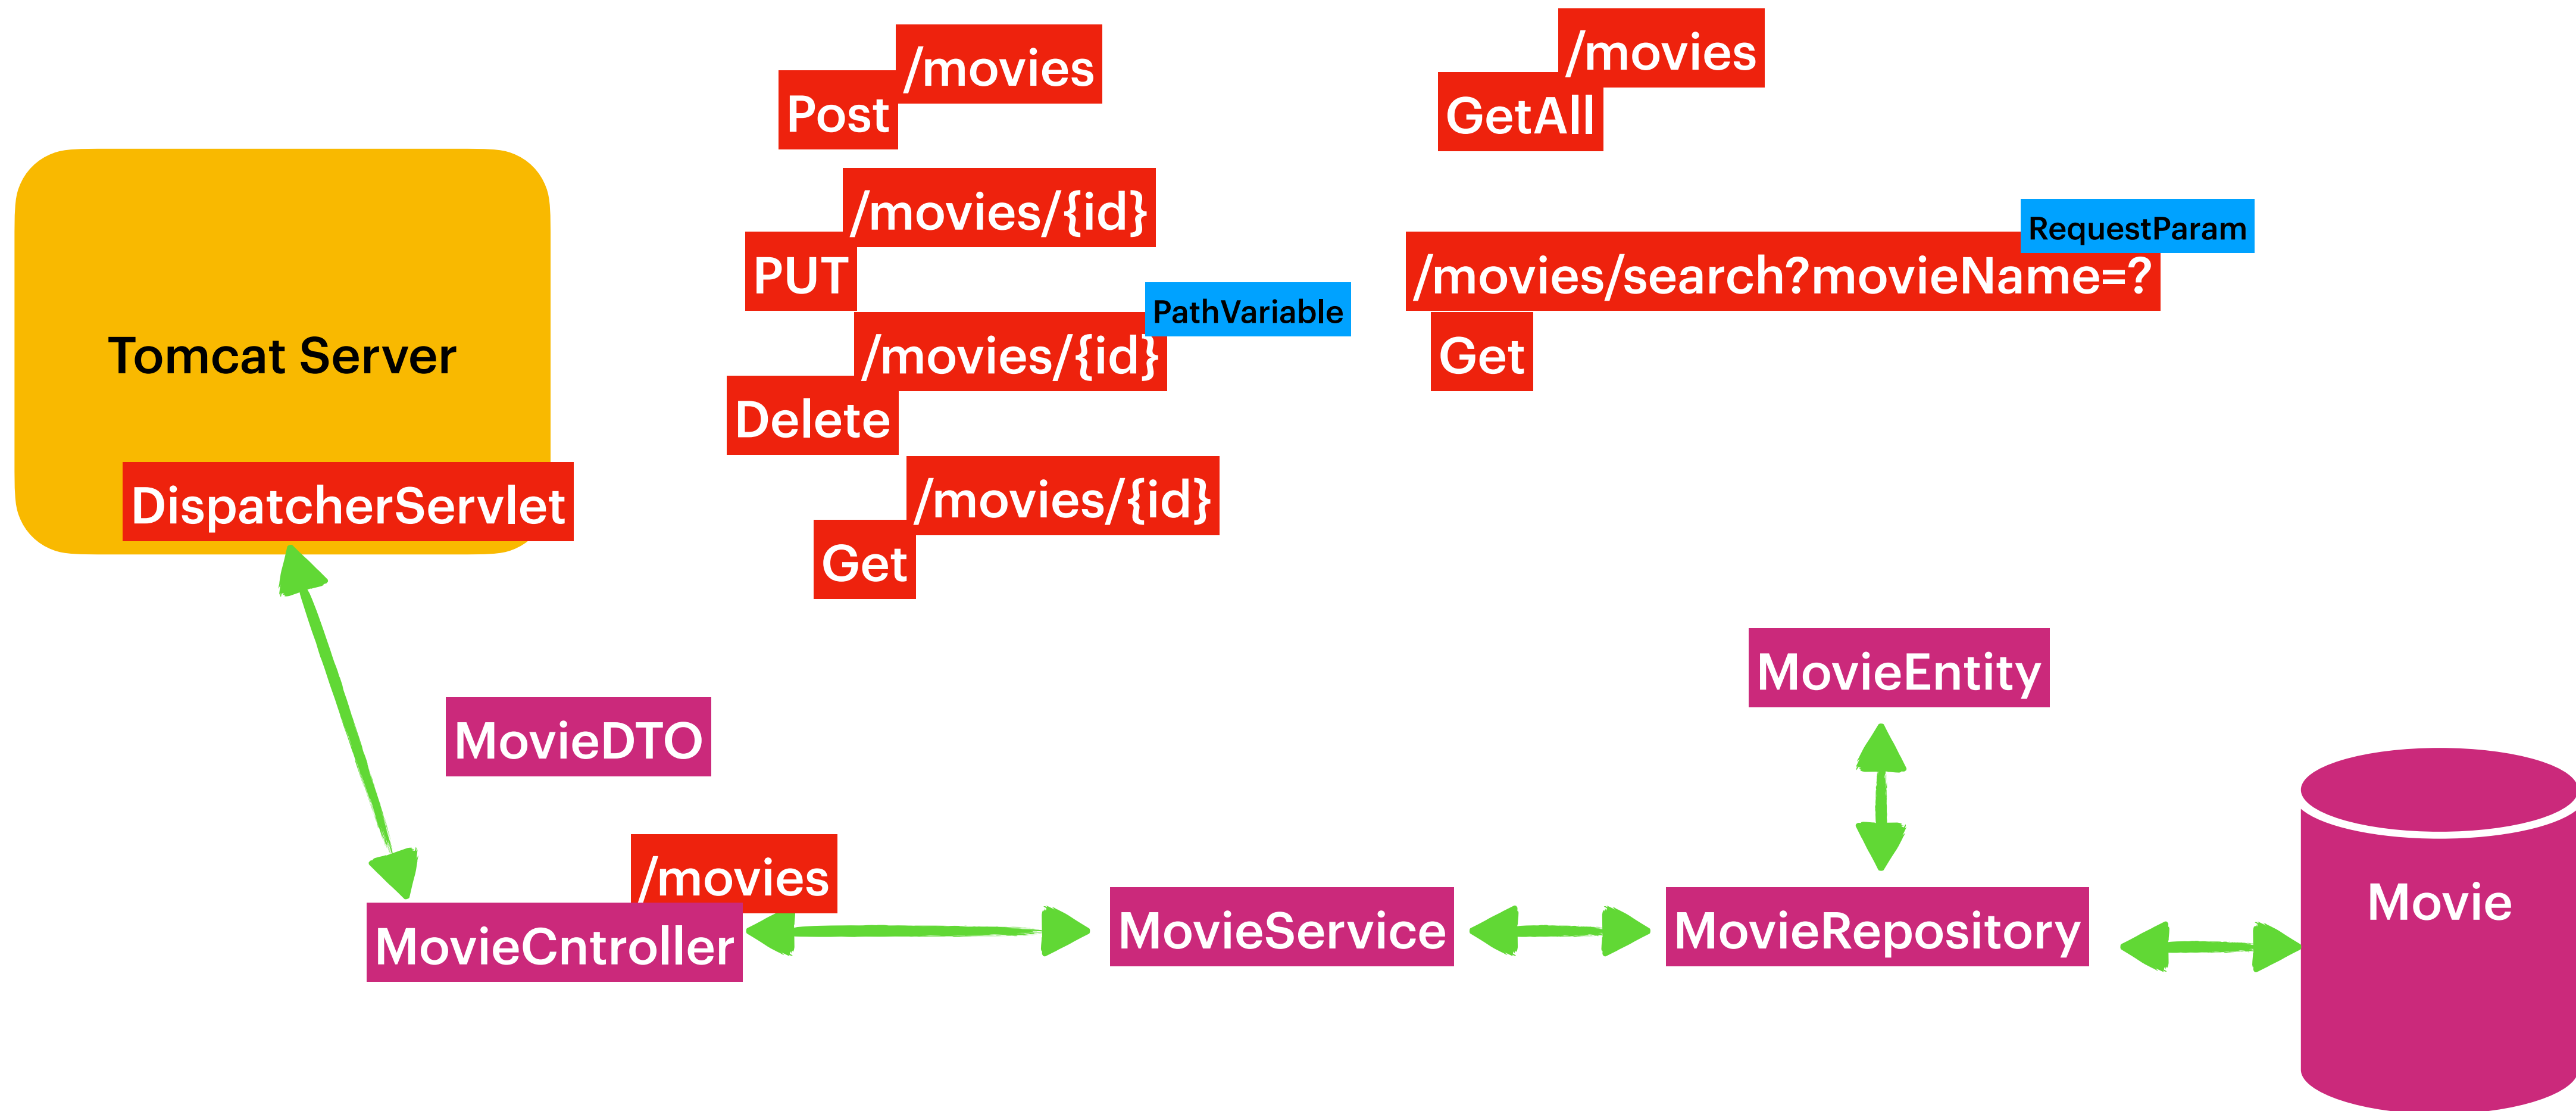 /movies
Post
/movies
GetAll
/movies/{id}
PUT
RequestParam
/movies/search?movieName=?
Get
PathVariable
/movies/{id}
Delete
/movies/{id}
Get
Tomcat Server
DispatcherServlet
MovieDTO
/movies
MovieCntroller
MovieService
MovieEntity
MovieRepository
Movie